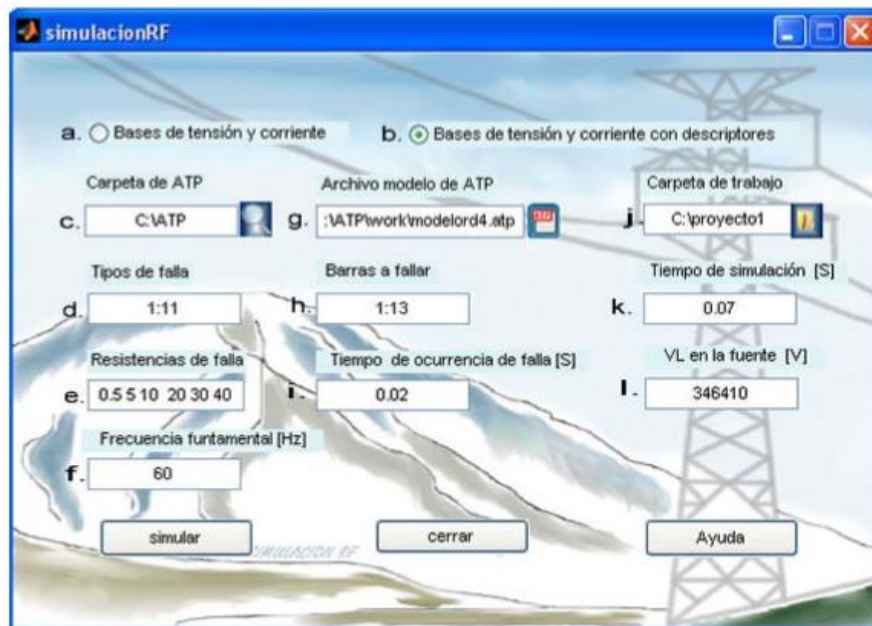 simulacionRF
a. Bases de tensión y corriente b. Bases de tensión y corriente con descriptores
Carpeta de ATP Archivo modelo de ATP Carpeta de trabajo
c. C:\ATP g. :\ATP\work\modelord4.atp j. C:\proyecto1
Tipos de falla Barras a fallar Tiempo de simulación [S]
d. 1:11 h. 1:13 k. 0.07
Resistencias de falla Tiempo de ocurrencia de falla [S] VL en la fuente [V]
e. 0.5 5 10 20 30 40 i. 0.02 l. 346410
Frecuencia funtamental [Hz]
f. 60
simular cerrar Ayuda
SIMULACION RF